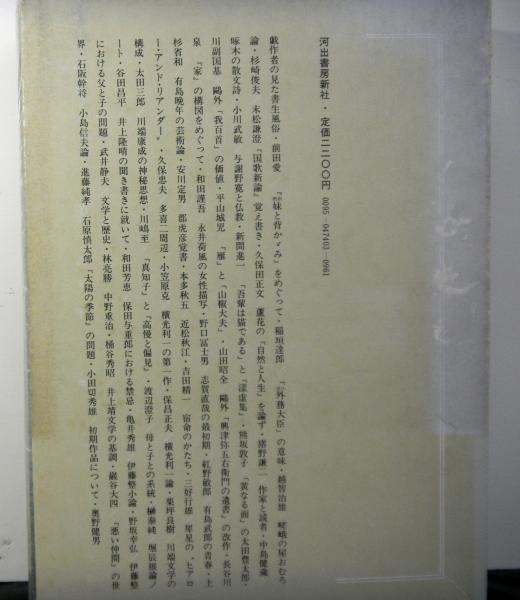 河出書房新社・定価二二〇〇円 0095-047403-0961
戯作者の見た書生風俗・前田愛 『妹と背かゞみ』をめぐって・稲垣達郎 『外務大臣』の意味・越智治雄 嵯峨の屋おむろ
論・杉崎俊夫 末松謙澄『国歌新論』覚え書き・久保田正文 蘆花の『自然と人生』を論ず・猪野謙二 作家と読者・中島健蔵
啄木の散文詩・小川武敏 与謝野寛と仏教・新間進一 『吾輩は猫である』と『漾虚集』・熊坂敦子 『黄なる面』の太田豊太郎・
川副国基 鷗外『我百首』の価値・平山城児 『雁』と『山椒大夫』・山田昭全 鷗外『興津弥五右衛門の遺書』の改作・長谷川
泉 『家』の構図をめぐって・和田謹吾 永井荷風の女性描写・野口冨士男 志賀直哉の最初期・紅野敏郎 有島武郎の青春・上
杉省和 有島晩年の芸術論・安川定男 郡虎彦覚書・本多秋五 近松秋江・吉田精一 宿命のかたち・三好行雄 犀星の〝ヒアロ
ー・アンド・リアンダー〟・久保忠夫 多喜二周辺・小笠原克 横光利一の第一作・保昌正夫 横光利一論・栗坪良樹 川端文学の
構成・太田三郎 川端康成の神秘思想・川嶋至 『真知子』と『高慢と偏見』・渡辺澄子 母と子との系統・榊泰純 堀辰雄論ノ
ート・谷田昌平 井上隆晴の聞き書きに就いて・和田芳恵 保田与重郎における禁忌・亀井秀雄 伊藤整小論・野坂幸弘 伊藤整
における父と子の問題・武井静夫 文学と歴史・林亮勝 中野重治・桶谷秀昭 井上靖文学の基調・巌谷大四 『悪い仲間』の世
界・石阪幹将 小島信夫論・進藤純孝 石原慎太郎『太陽の季節』の問題・小田切秀雄 初期作品について・奥野健男